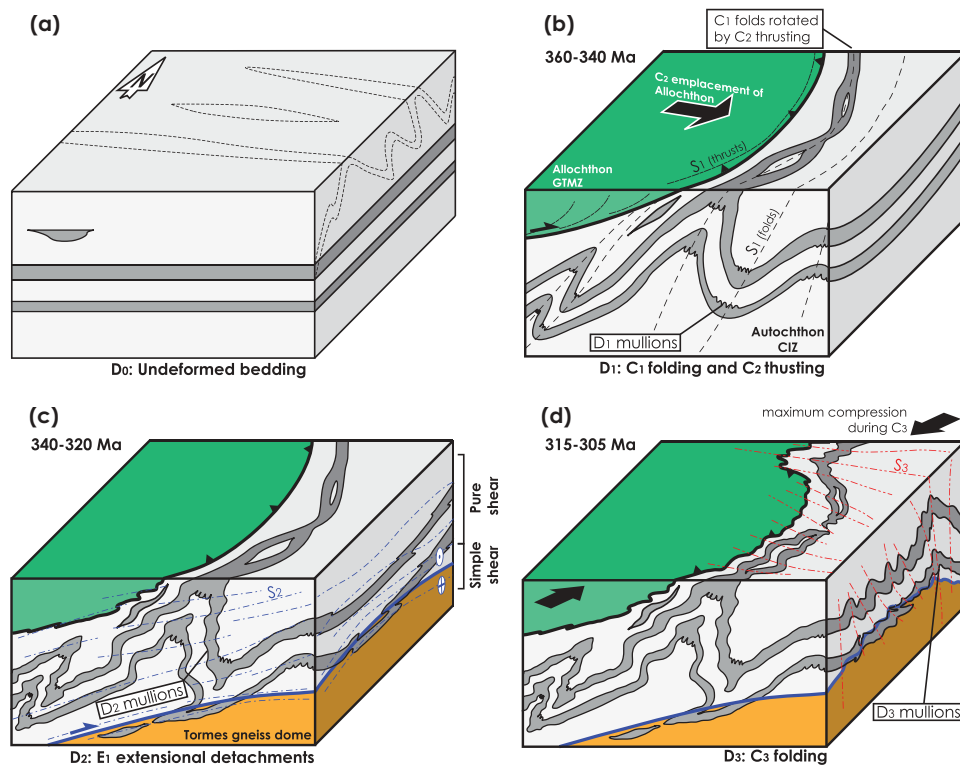 (a)
N
D0: Undeformed bedding
(b)
360-340 Ma
C1 folds rotated
by C2 thrusting
C2 emplacement of
Allochthon
S1 (thrusts)
Allochthon
GTMZ
S1 (folds)
D1 mullions
Autochthon
CIZ
D1: C1 folding and C2 thusting
(c)
340-320 Ma
Pure
shear
Simple
shear
S2
D2 mullions
Tormes gneiss dome
D2: E1 extensional detachments
(d)
315-305 Ma
maximum compression
during C3
S3
D3 mullions
D3: C3 folding